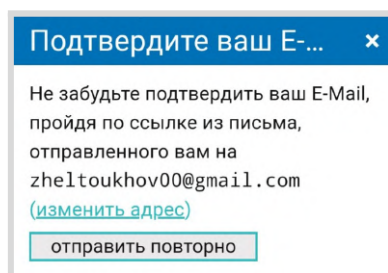 Подтвердите ваш E-...
×
Не забудьте подтвердить ваш E-Mail,
пройдя по ссылке из письма,
отправленного вам на
zheltoukhov00@gmail.com
(изменить адрес)
отправить повторно